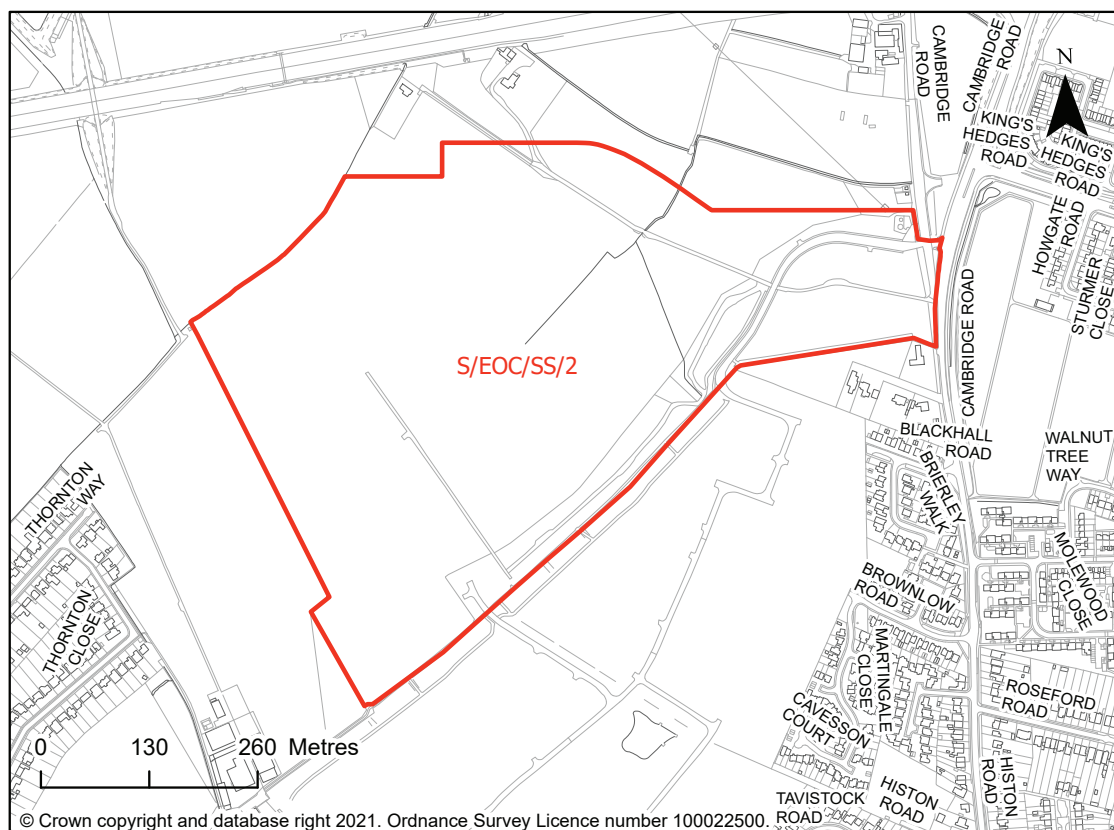 CAMBRIDGE
ROAD
CAMBRIDGE
ROAD
N
KING'S
HEDGES
ROAD
KING'S
HEDGES
ROAD
HOWGATE
ROAD
STURMER
CLOSE
CAMBRIDGE ROAD
S/EOC/SS/2
BLACKHALL
ROAD
WALNUT
TREE
WAY
BRIERLEY
WALK
THORNTON
WAY
MOLEWOOD
CLOSE
BROWNLOW
ROAD
THORNTON
CLOSE
MARTINGALE
CLOSE
CAVESSON
COURT
ROSEFORD
ROAD
HISTON
ROAD
HISTON
ROAD
TAVISTOCK
ROAD
0 130 260 Metres
© Crown copyright and database right 2021. Ordnance Survey Licence number 100022500.